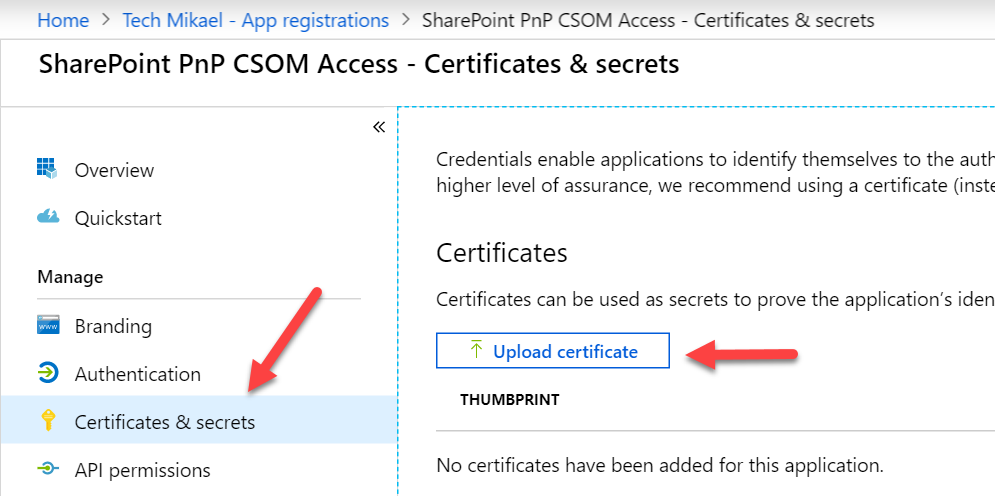 Home > Tech Mikael - App registrations > SharePoint PnP CSOM Access - Certificates & secrets
SharePoint PnP CSOM Access - Certificates & secrets
«
Overview
Quickstart
Manage
www Branding
Authentication
Certificates & secrets
API permissions
Credentials enable applications to identify themselves to the auth
higher level of assurance, we recommend using a certificate (inste
Certificates
Certificates can be used as secrets to prove the application's iden
Upload certificate
THUMBPRINT
No certificates have been added for this application.